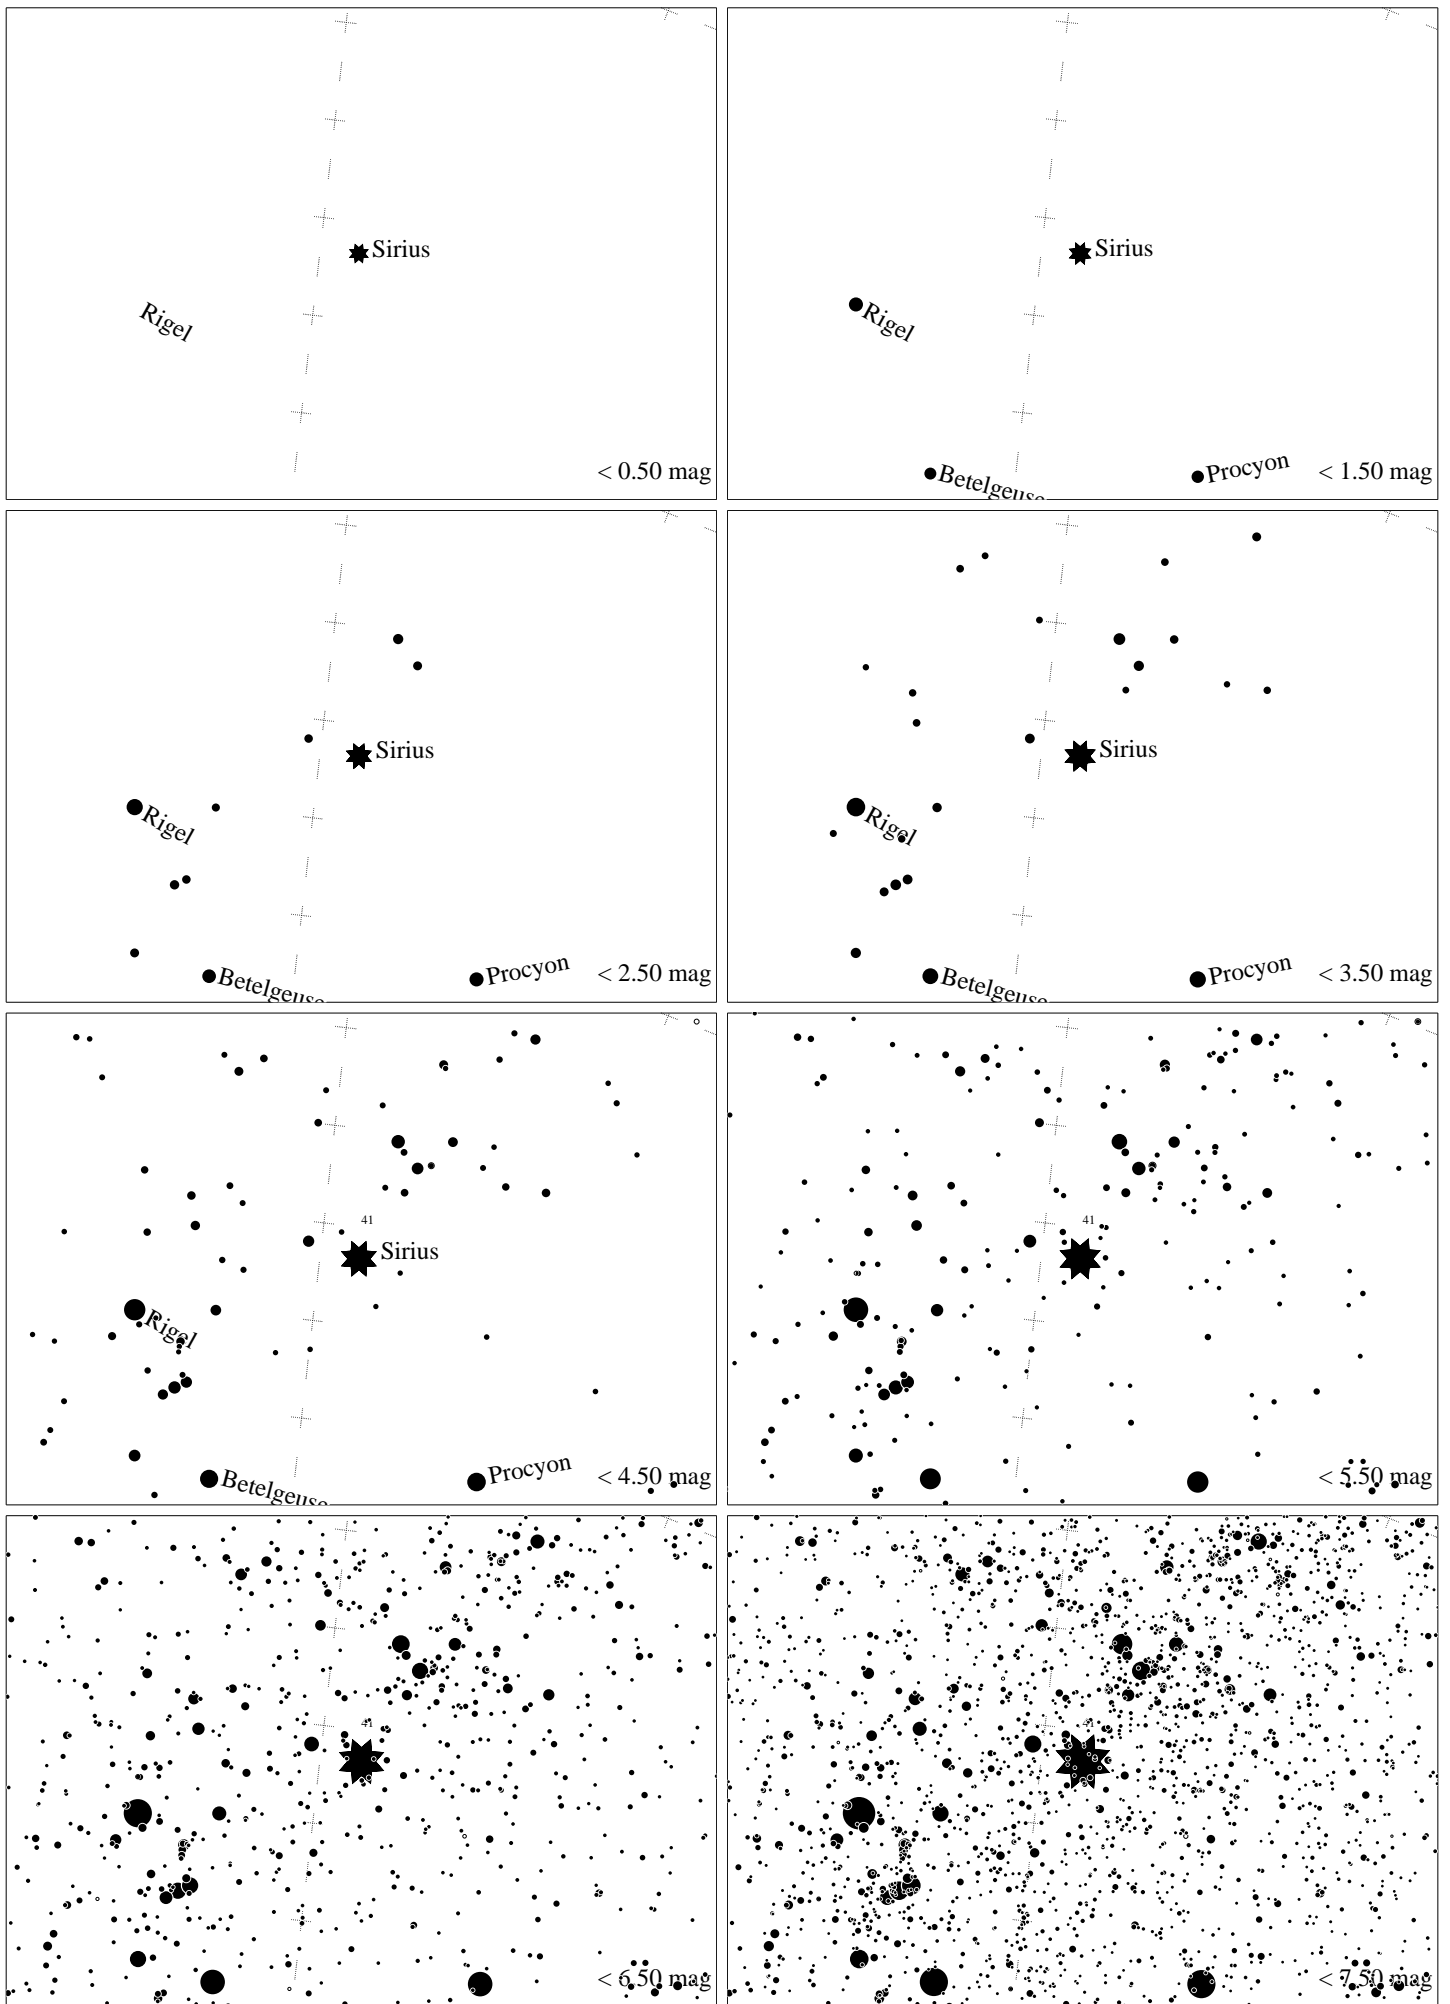 Sirius
Rigel
< 0.50 mag
Sirius
Rigel
Betelgeuse
Procyon
< 1.50 mag
Sirius
Rigel
Betelgeuse
Procyon
< 2.50 mag
Sirius
Rigel
Betelgeuse
Procyon
< 3.50 mag
41
Sirius
Rigel
Betelgeuse
Procyon
< 4.50 mag
41
< 5.50 mag
41
< 6.50 mag
41
< 7.50 mag